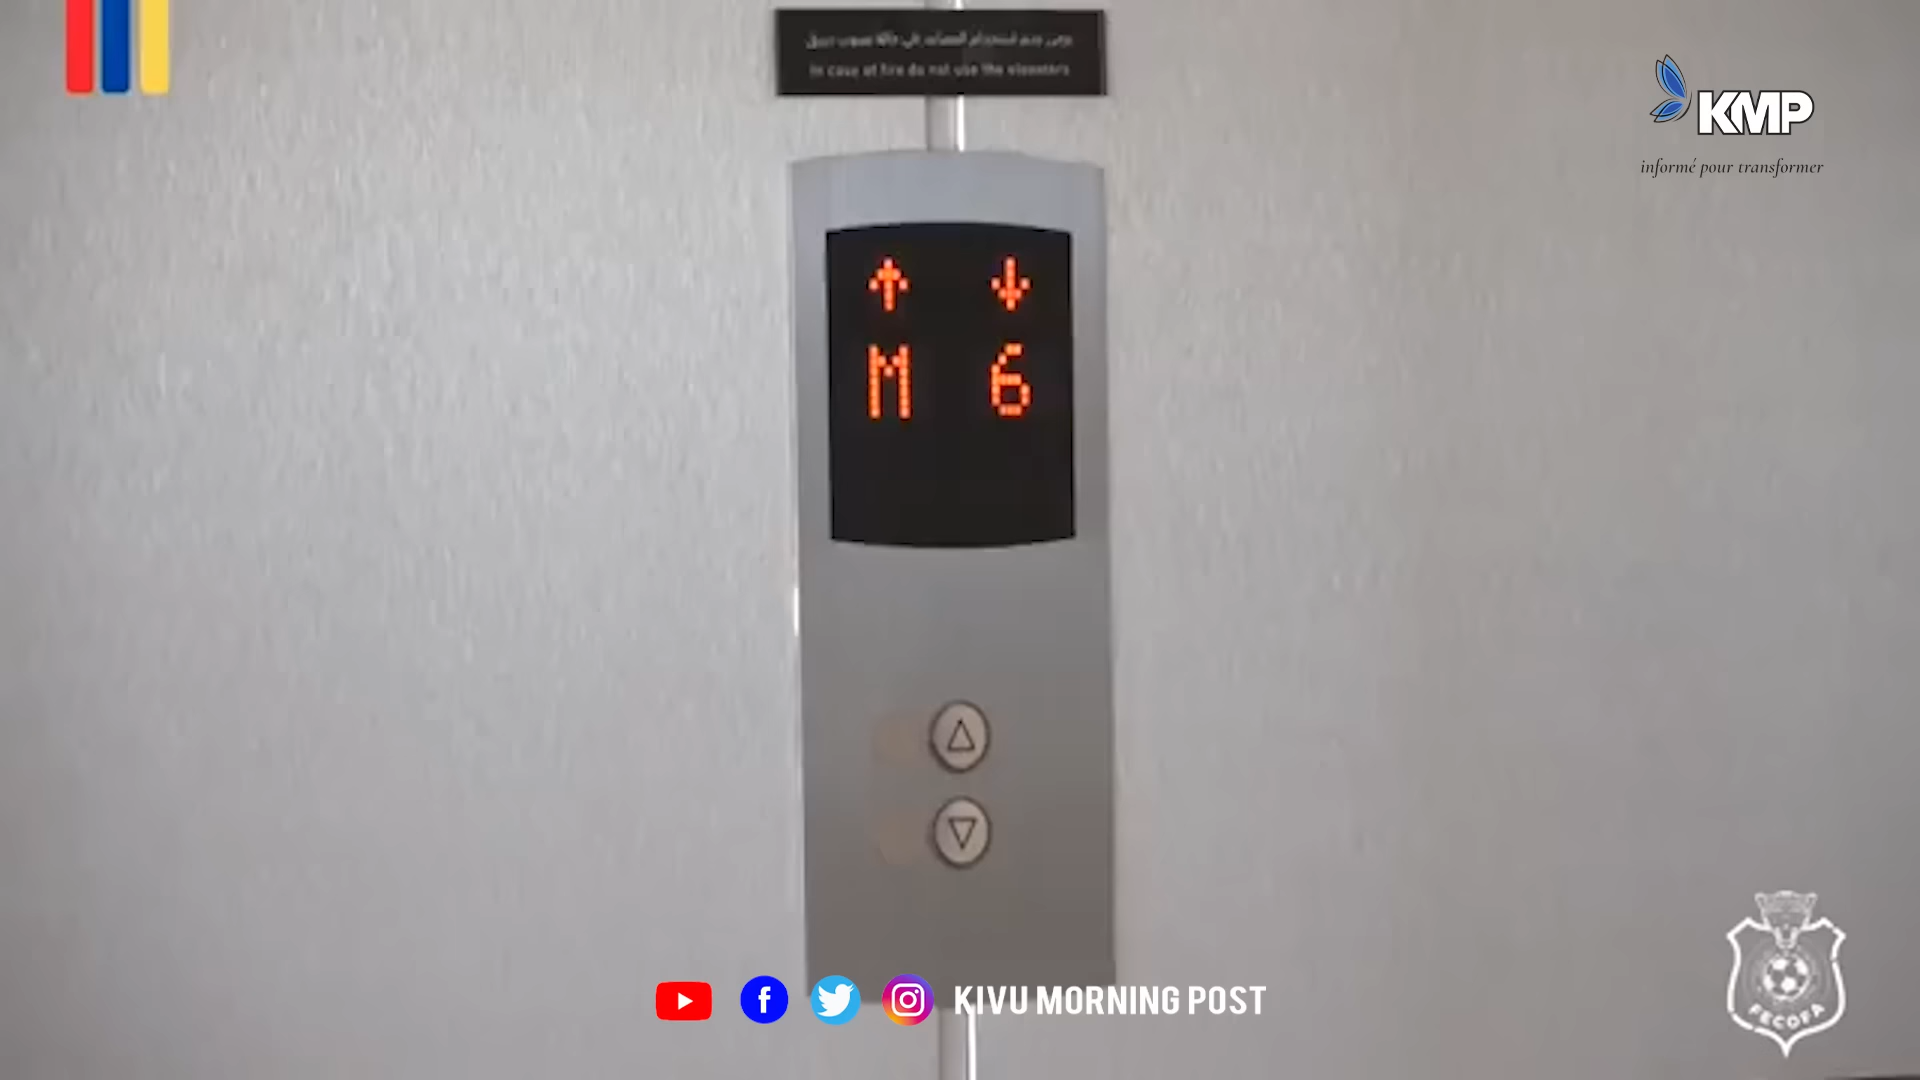 In case of fire do not use the elevators
KMP
informé pour transformer
M 6
KIVU MORNING POST
FECOFA